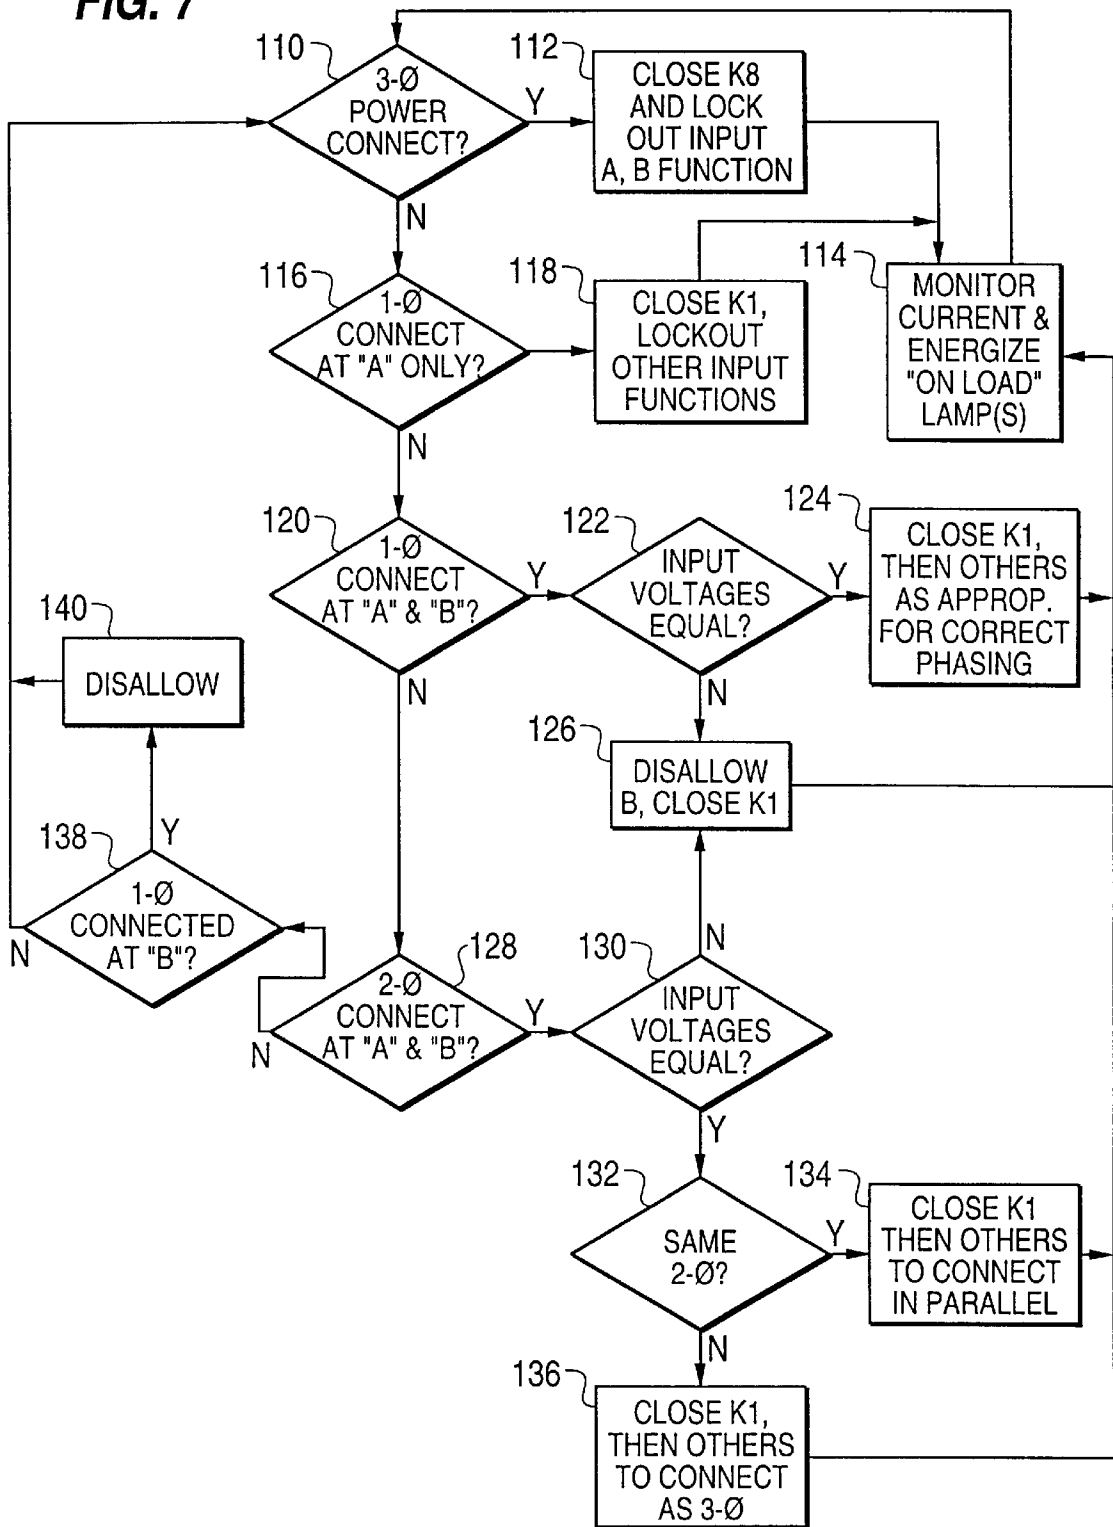 FIG. 7
110
3-Ø
POWER
CONNECT?
Y
N
112
CLOSE K8
AND LOCK
OUT INPUT
A, B FUNCTION
114
MONITOR
CURRENT &
ENERGIZE
"ON LOAD"
LAMP(S)
116
1-Ø
CONNECT
AT "A" ONLY?
N
118
CLOSE K1,
LOCKOUT
OTHER INPUT
FUNCTIONS
120
1-Ø
CONNECT
AT "A" & "B"?
Y
N
122
INPUT
VOLTAGES
EQUAL?
Y
N
124
CLOSE K1,
THEN OTHERS
AS APPROP.
FOR CORRECT
PHASING
126
DISALLOW
B, CLOSE K1
140
DISALLOW
138
Y
1-Ø
CONNECTED
AT "B"?
N
128
2-Ø
CONNECT
AT "A" & "B"?
Y
N
130
N
INPUT
VOLTAGES
EQUAL?
Y
132
SAME
2-Ø?
Y
N
134
CLOSE K1
THEN OTHERS
TO CONNECT
IN PARALLEL
136
CLOSE K1,
THEN OTHERS
TO CONNECT
AS 3-Ø